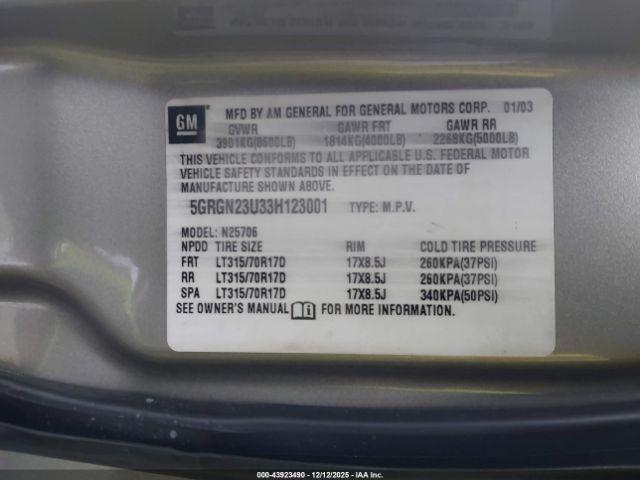 GM
MFD BY AM GENERAL FOR GENERAL MOTORS CORP. 01/03
GVWR GAWR FRT GAWR RR
3901KG(8600LB) 1814KG(4000LB) 2268KG(5000LB)
THIS VEHICLE CONFORMS TO ALL APPLICABLE U.S. FEDERAL MOTOR
VEHICLE SAFETY STANDARDS IN EFFECT ON THE DATE OF
MANUFACTURE SHOWN ABOVE.
5GRGN23U33H123001 TYPE: M.P.V.
MODEL: N25706
NPDD TIRE SIZE RIM COLD TIRE PRESSURE
FRT LT315/70R17D 17X8.5J 260KPA(37PSI)
RR LT315/70R17D 17X8.5J 260KPA(37PSI)
SPA LT315/70R17D 17X8.5J 340KPA(50PSI)
SEE OWNER'S MANUAL FOR MORE INFORMATION.
000-43923490 - 12/12/2025 - IAA Inc.